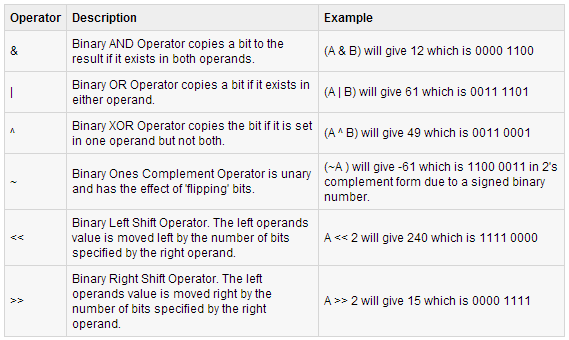 Operator Description Example
& Binary AND Operator copies a bit to the (A & B) will give 12 which is 0000 1100
result if it exists in both operands.
| Binary OR Operator copies a bit if it exists in (A | B) will give 61 which is 0011 1101
either operand.
^ Binary XOR Operator copies the bit if it is set (A ^ B) will give 49 which is 0011 0001
in one operand but not both.
(~A ) will give -61 which is 1100 0011 in 2's
~ Binary Ones Complement Operator is unary complement form due to a signed binary
and has the effect of 'flipping' bits. number.
Binary Left Shift Operator. The left operands
<< value is moved left by the number of bits A << 2 will give 240 which is 1111 0000
specified by the right operand.
Binary Right Shift Operator. The left
>> operands value is moved right by the A >> 2 will give 15 which is 0000 1111
number of bits specified by the right
operand.